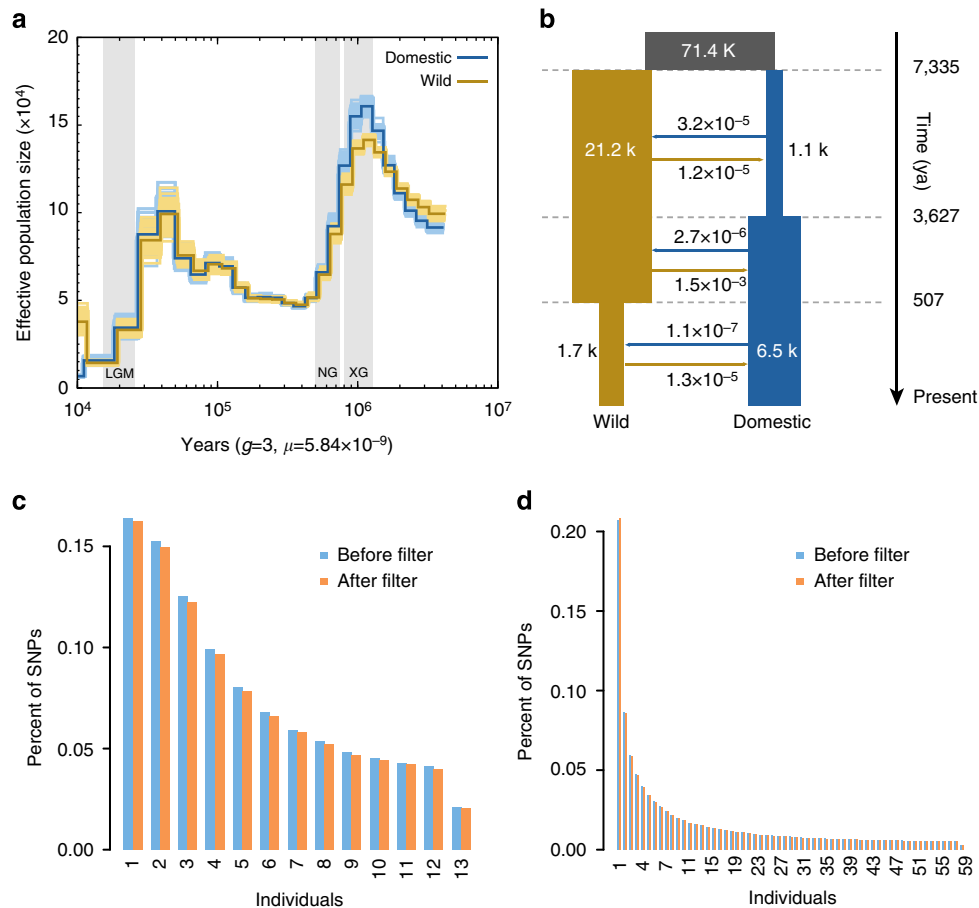 a
20
15
10
5
0
Effective population size (×10⁴)
Domestic
Wild
LGM
NG
XG
10⁴
10⁵
10⁶
10⁷
Years (g=3, μ=5.84×10⁻⁹)
b
71.4 K
7,335
3.2×10⁻⁵
21.2 k
1.1 k
1.2×10⁻⁵
Time (ya)
3,627
2.7×10⁻⁶
1.5×10⁻³
507
1.1×10⁻⁷
1.7 k
6.5 k
1.3×10⁻⁵
Present
Wild
Domestic
c
0.15
0.10
0.05
0.00
Percent of SNPs
Before filter
After filter
1 2 3 4 5 6 7 8 9 10 11 12 13
Individuals
d
0.20
0.15
0.10
0.05
0.00
Percent of SNPs
Before filter
After filter
1 4 7 11 15 19 23 27 31 35 39 43 47 51 55 59
Individuals